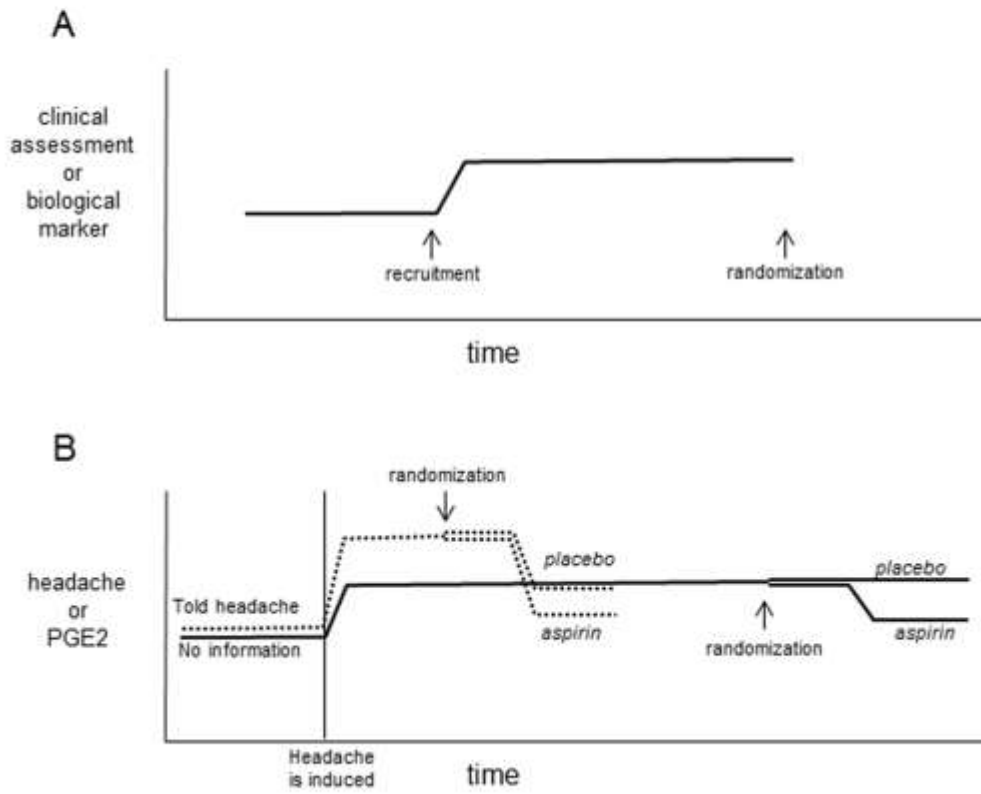 A
clinical
assessment
or
biological
marker
recruitment
randomization
time
B
randomization
headache
or
PGE2
Told headache
No information
placebo
aspirin
placebo
randomization
aspirin
Headache
is induced
time